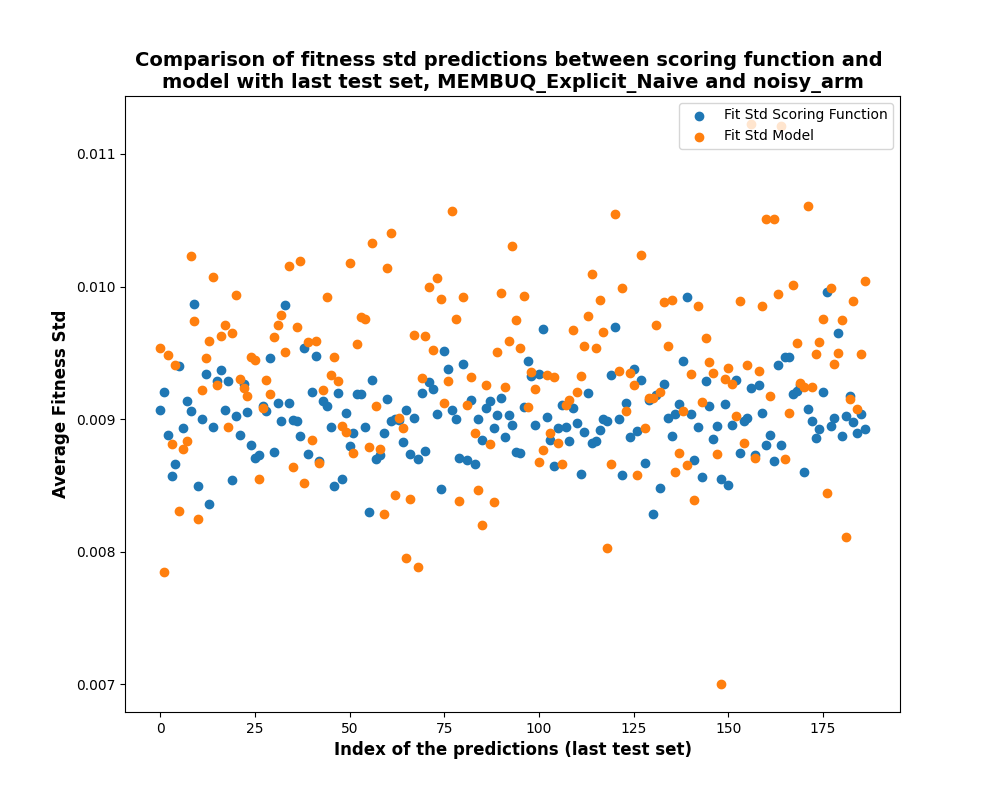 Comparison of fitness std predictions between scoring function and
model with last test set, MEMBUQ_Explicit_Naive and noisy_arm
Fit Std Scoring Function
Fit Std Model
0.011
0.010
0.009
0.008
0.007
Average Fitness Std
0 25 50 75 100 125 150 175
Index of the predictions (last test set)